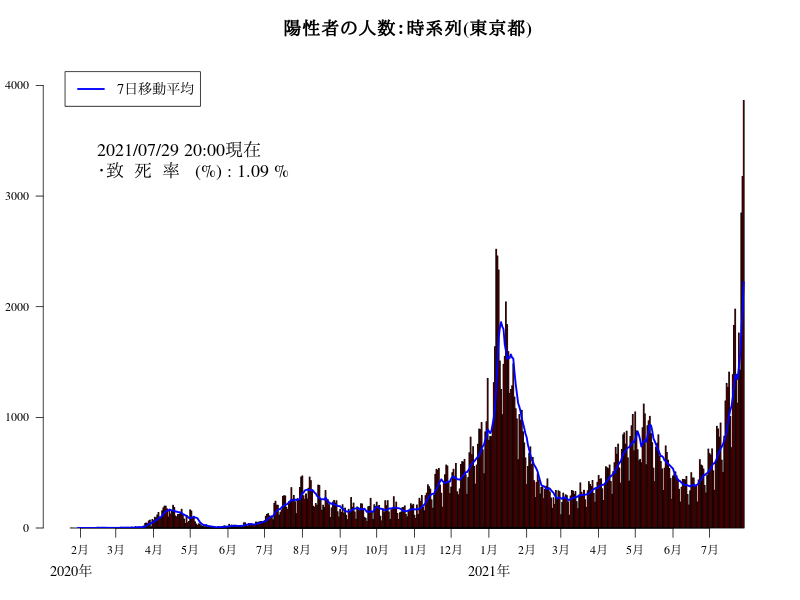 陽性者の人数:時系列(東京都)
7日移動平均
2021/07/29 20:00現在
・致 死 率 (%) : 1.09 %
4000
3000
2000
1000
0
2月 3月 4月 5月 6月 7月 8月 9月 10月 11月 12月 1月 2月 3月 4月 5月 6月 7月
2020年 2021年